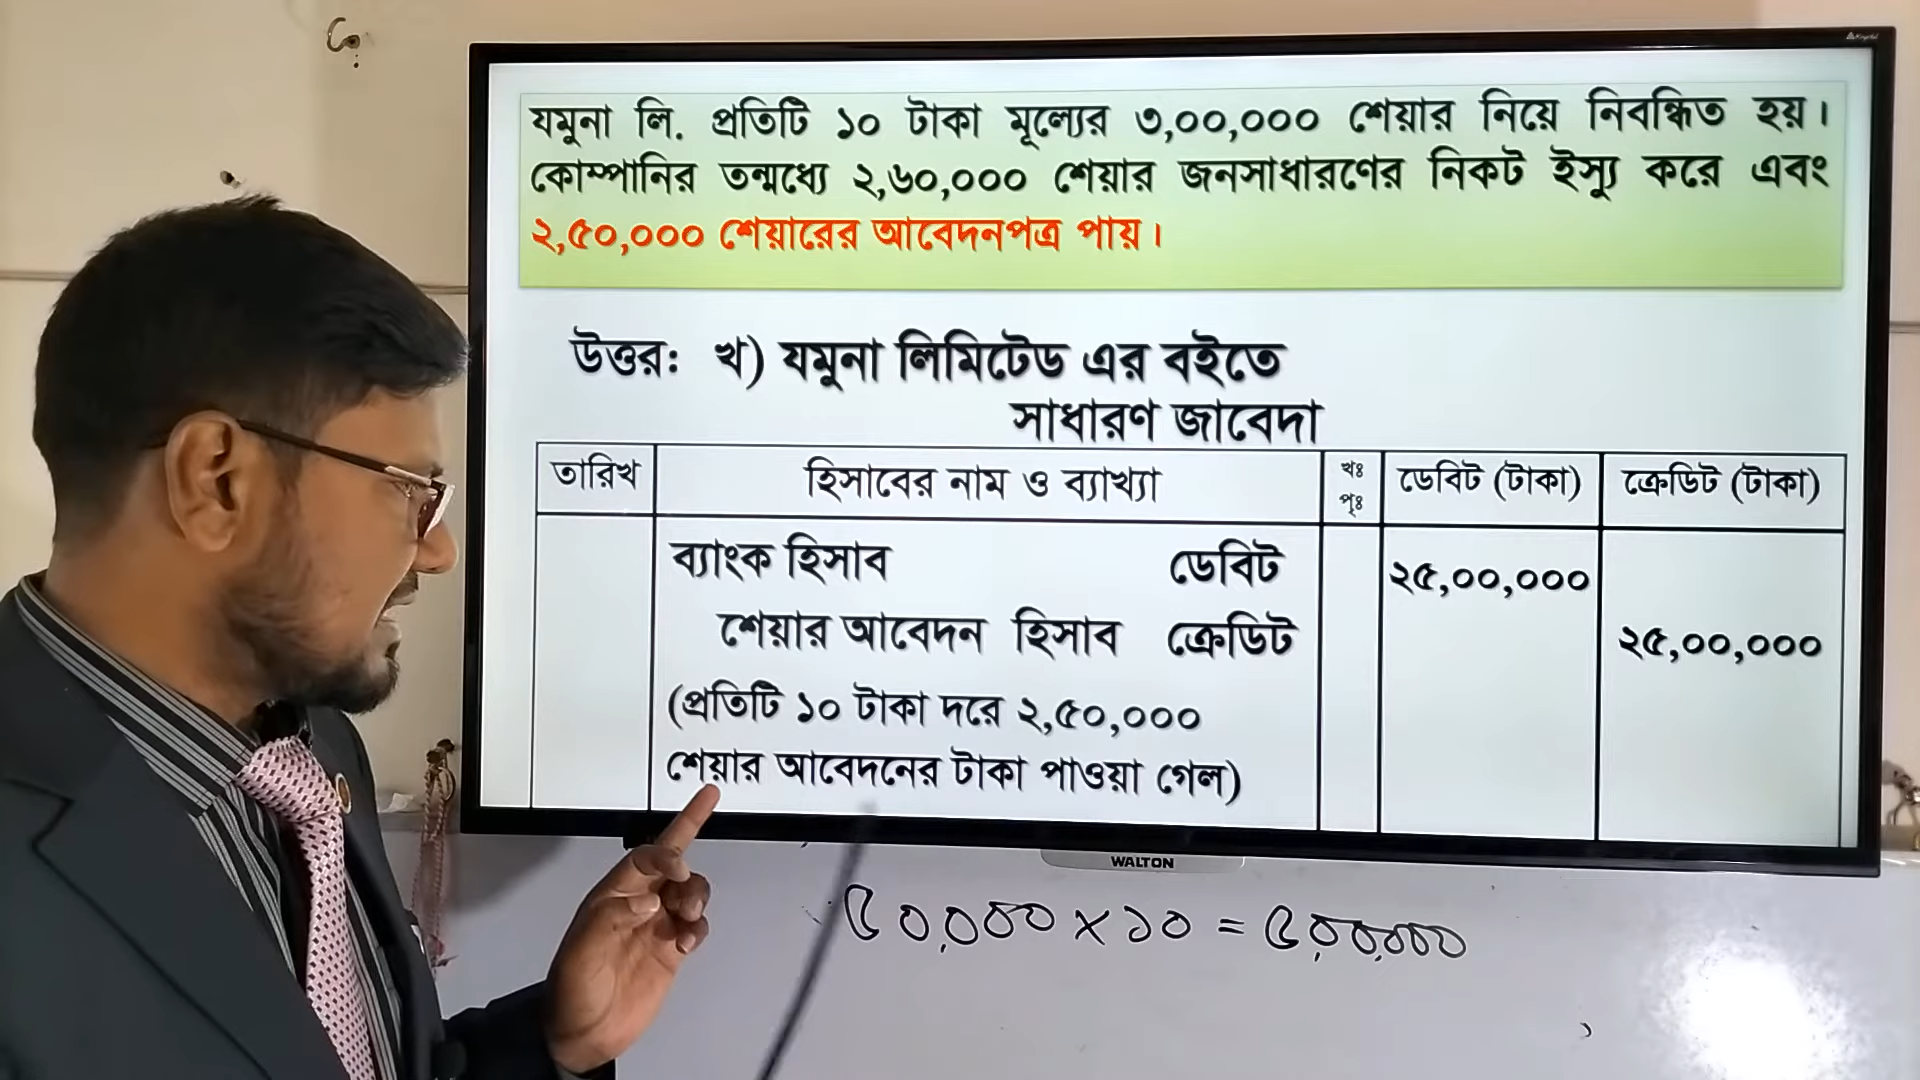 যমুনা লি. প্রতিটি ১০ টাকা মূল্যের ৩,০০,০০০ শেয়ার নিয়ে নিবন্ধিত হয়।
কোম্পানির তন্মধ্যে ২,৬০,০০০ শেয়ার জনসাধারণের নিকট ইস্যু করে এবং
২,৫০,০০০ শেয়ারের আবেদনপত্র পায়।
উত্তরঃ খ) যমুনা লিমিটেড এর বইতে
সাধারণ জাবেদা
তারিখ হিসাবের নাম ও ব্যাখ্যা খঃ পৃঃ ডেবিট (টাকা) ক্রেডিট (টাকা)
ব্যাংক হিসাব ডেবিট ২৫,০০,০০০
শেয়ার আবেদন হিসাব ক্রেডিট ২৫,০০,০০০
(প্রতিটি ১০ টাকা দরে ২,৫০,০০০
শেয়ার আবেদনের টাকা পাওয়া গেল)
WALTON
৫০,০০০ × ১০ = ৫,০০,০০০